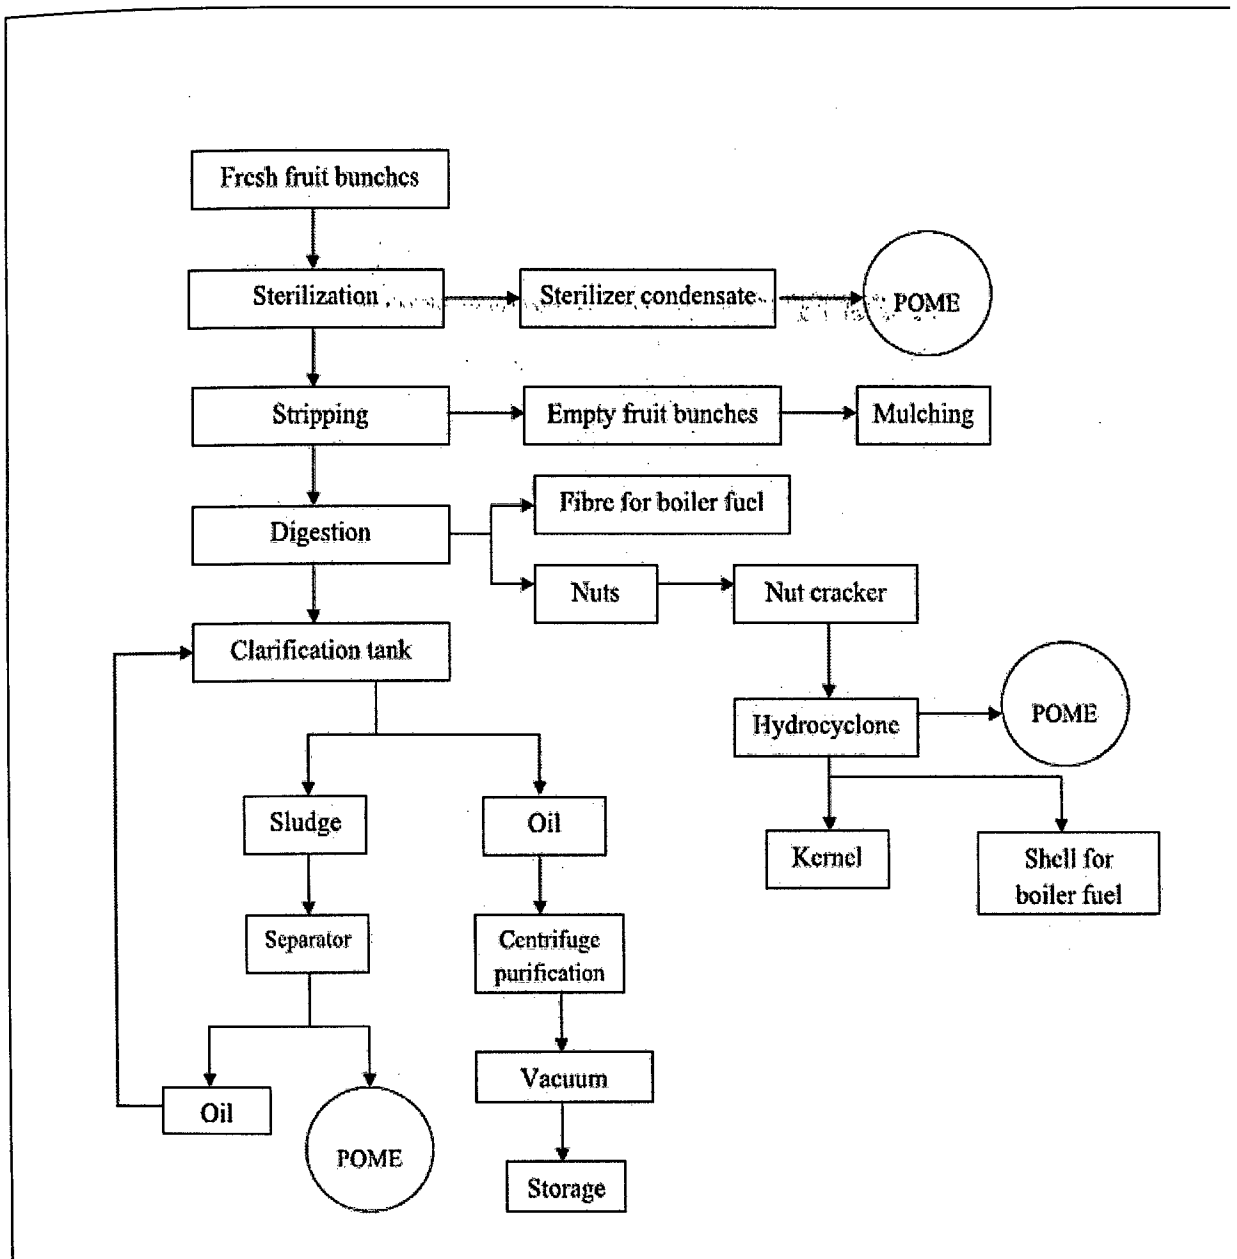 Fresh fruit bunches
Sterilization
Sterilizer condensate
POME
Stripping
Empty fruit bunches
Mulching
Fibre for boiler fuel
Digestion
Nuts
Nut cracker
Clarification tank
Hydrocyclone
POME
Sludge
Oil
Kernel
Shell for
boiler fuel
Separator
Centrifuge
purification
Vacuum
Oil
POME
Storage